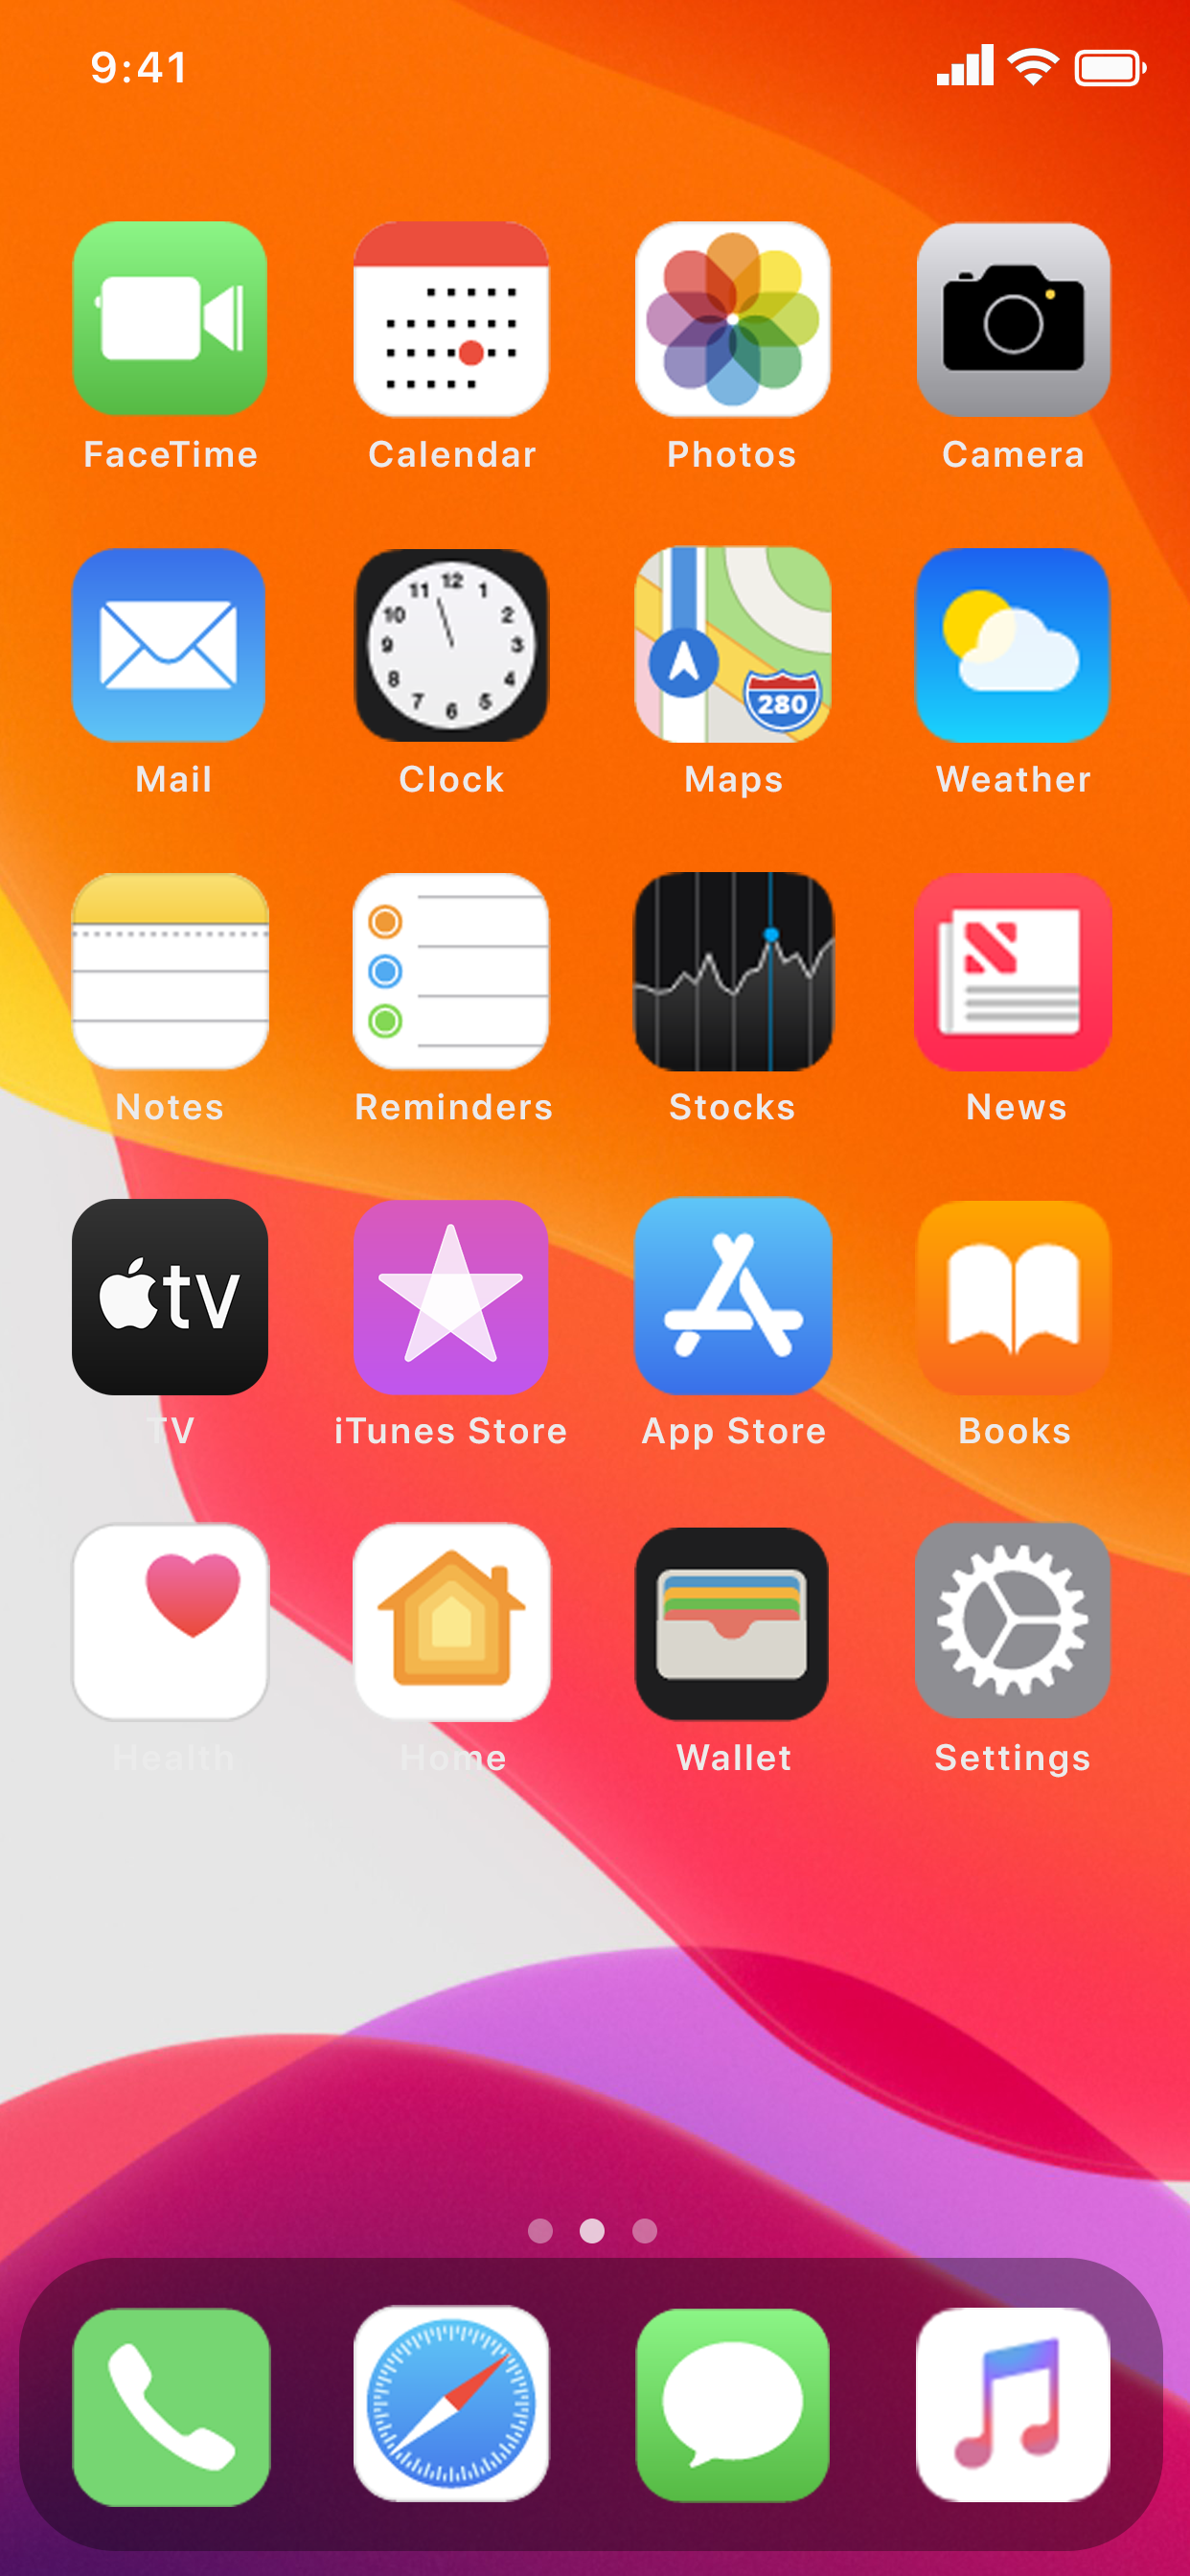 9:41
FaceTime Calendar Photos Camera
12
11 1
10 2
9 3
8 4
7 5
6
280
Mail Clock Maps Weather
Notes Reminders Stocks News
tv
TV iTunes Store App Store Books
Health Home Wallet Settings